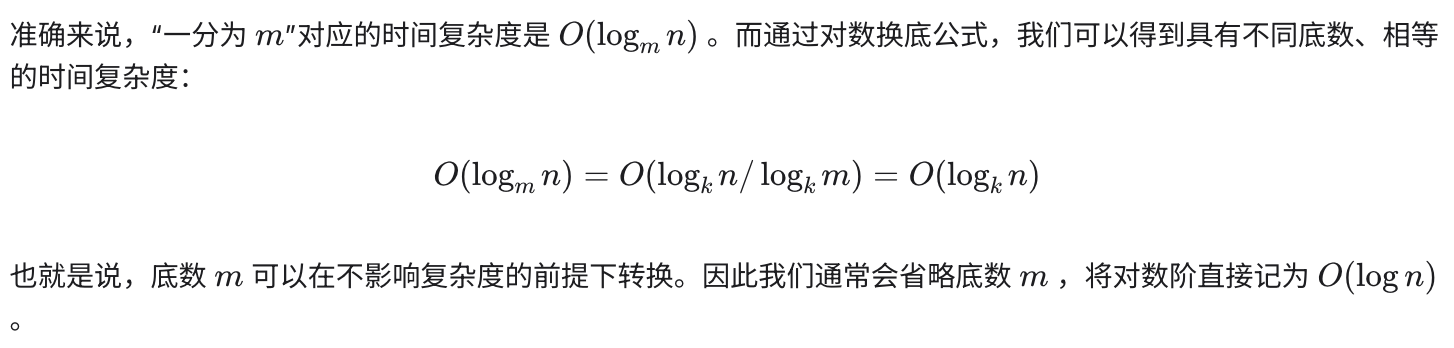 准确来说，“一分为 m”对应的时间复杂度是 O(log_m n) 。而通过对数换底公式，我们可以得到具有不同底数、相等
的时间复杂度：
O(log_m n) = O(log_k n/ log_k m) = O(log_k n)
也就是说，底数 m 可以在不影响复杂度的前提下转换。因此我们通常会省略底数 m ，将对数阶直接记为 O(log n)
。